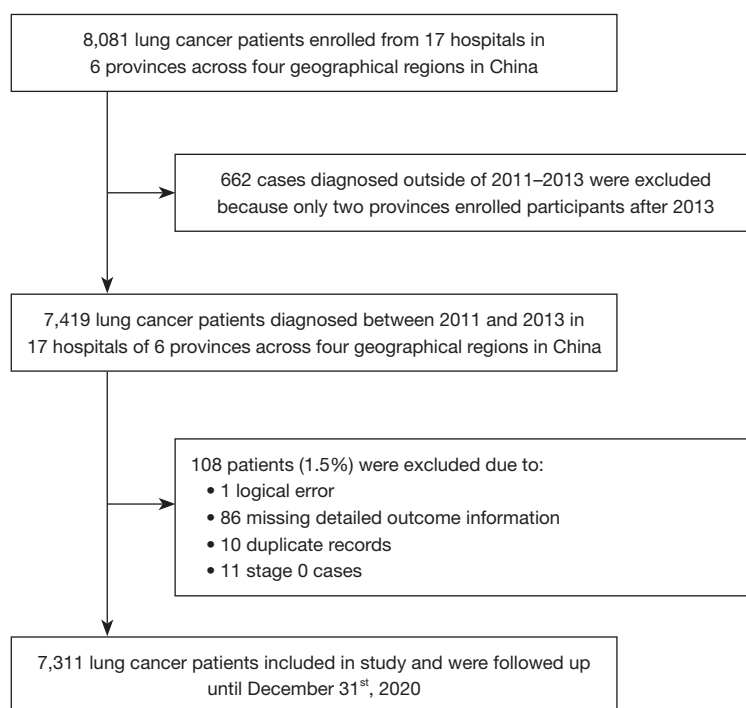 8,081 lung cancer patients enrolled from 17 hospitals in
6 provinces across four geographical regions in China
662 cases diagnosed outside of 2011–2013 were excluded
because only two provinces enrolled participants after 2013
7,419 lung cancer patients diagnosed between 2011 and 2013 in
17 hospitals of 6 provinces across four geographical regions in China
108 patients (1.5%) were excluded due to:
• 1 logical error
• 86 missing detailed outcome information
• 10 duplicate records
• 11 stage 0 cases
7,311 lung cancer patients included in study and were followed up
until December 31st, 2020